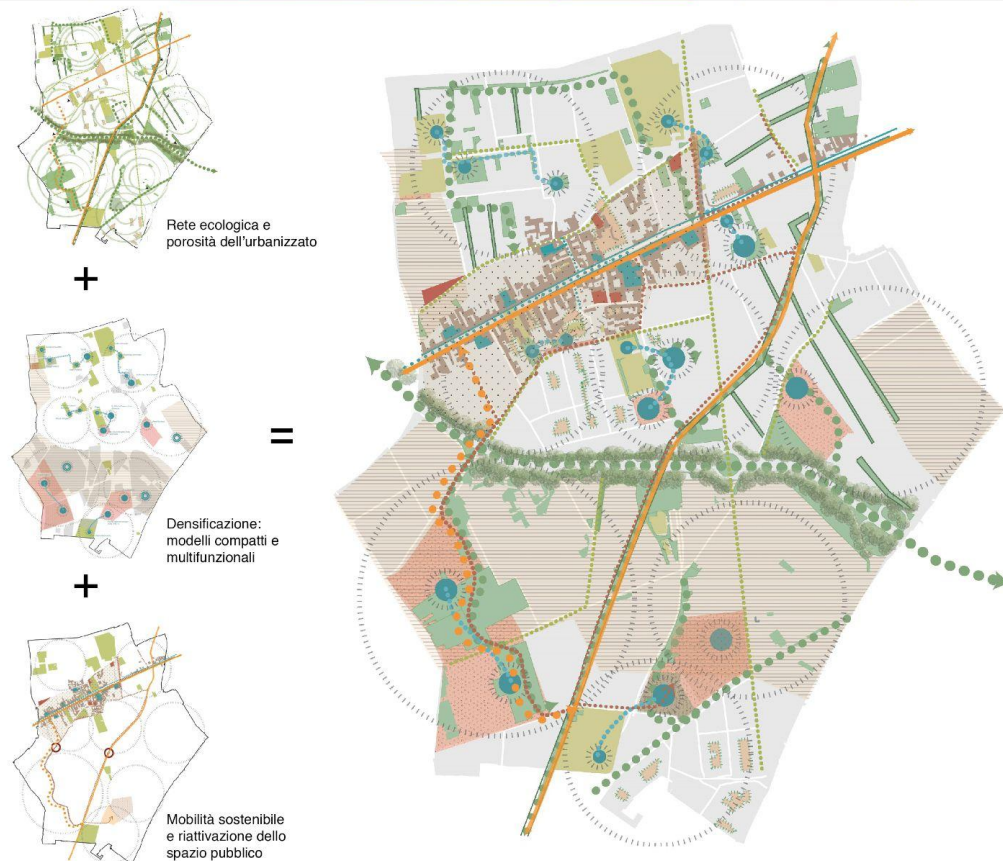 Rete ecologica e
porosità dell'urbanizzato
+
=
Densificazione:
modelli compatti e
multifunzionali
+
Mobilità sostenibile
e riattivazione dello
spazio pubblico